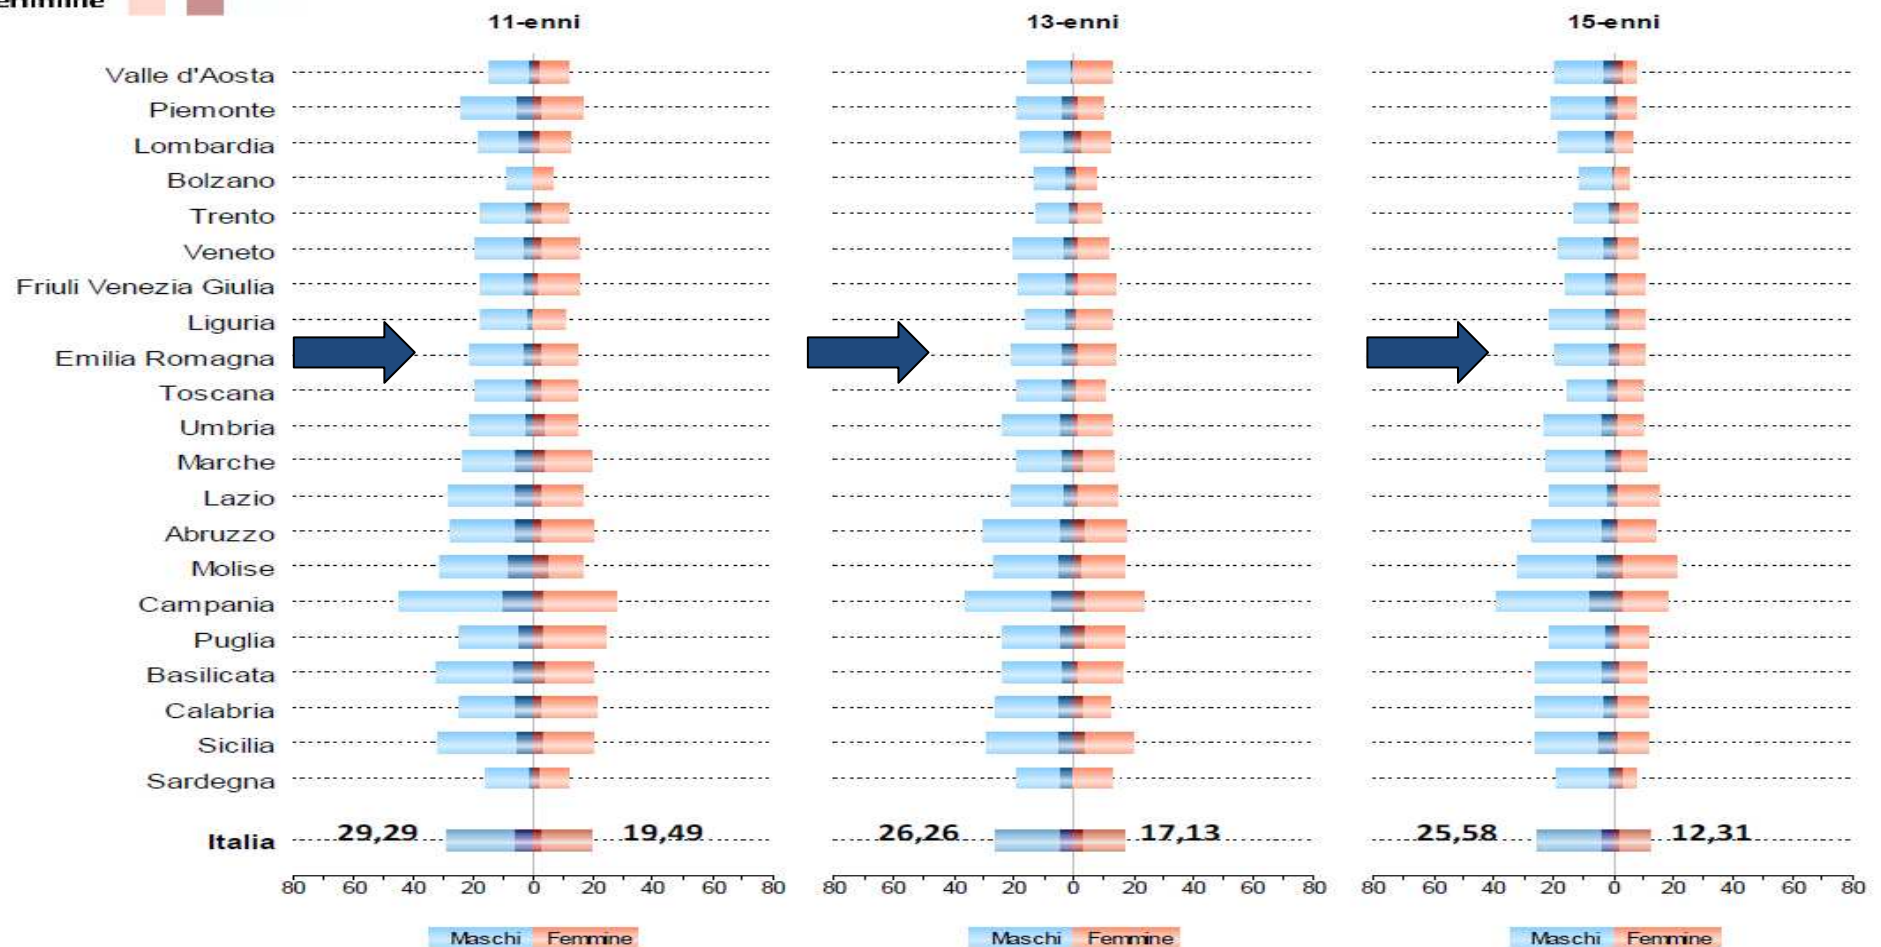 11-enni 13-enni 15-enni
Valle d'Aosta
Piemonte
Lombardia
Bolzano
Trento
Veneto
Friuli Venezia Giulia
Liguria
Emilia Romagna
Toscana
Umbria
Marche
Lazio
Abruzzo
Molise
Campania
Puglia
Basilicata
Calabria
Sicilia
Sardegna
Italia 29,29 19,49 26,26 17,13 25,58 12,31
80 60 40 20 0 20 40 60 80 80 60 40 20 0 20 40 60 80 80 60 40 20 0 20 40 60 80
Maschi Femmine Maschi Femmine Maschi Femmine